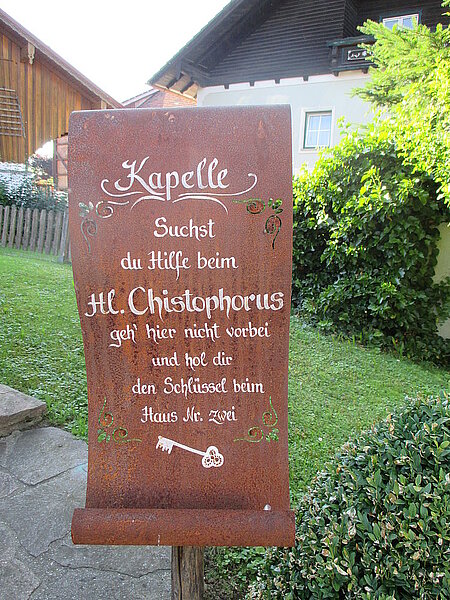 Kapelle
Suchst
du Hilfe beim
Hl. Chistophorus
geh' hier nicht vorbei
und hol dir
den Schlüssel beim
Haus Nr. zwei